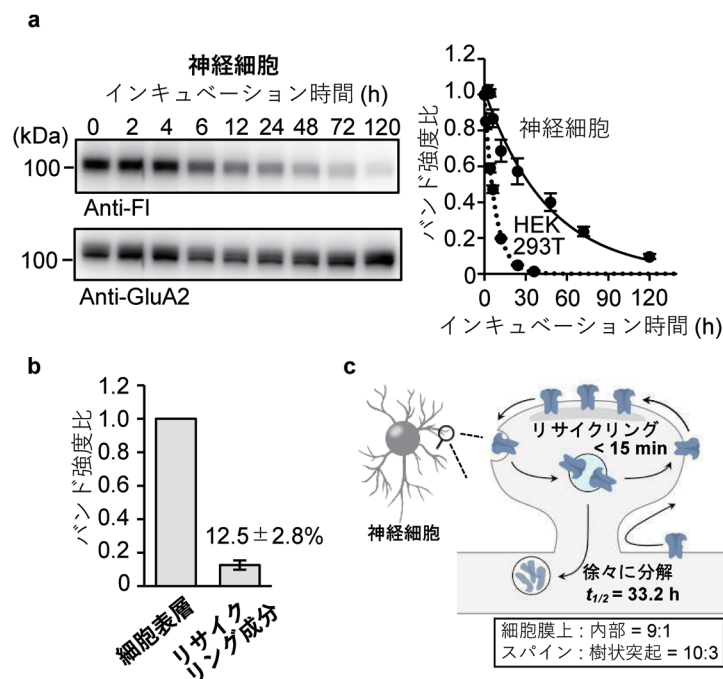 a
神経細胞
インキュベーション時間 (h)
(kDa)
0 2 4 6 12 24 48 72 120
100
Anti-Fl
100
Anti-GluA2
バンド強度比
1.2
1.0
0.8
0.6
0.4
0.2
0
神経細胞
HEK
293T
0 30 60 90 120
インキュベーション時間 (h)
b
バンド強度比
1.2
1.0
0.8
0.6
0.4
0.2
0
12.5 ± 2.8%
細胞表層
リサイク
リング成分
c
神経細胞
リサイクリング
< 15 min
徐々に分解
t1/2 = 33.2 h
細胞膜上 : 内部 = 9:1
スパイン : 樹状突起 = 10:3